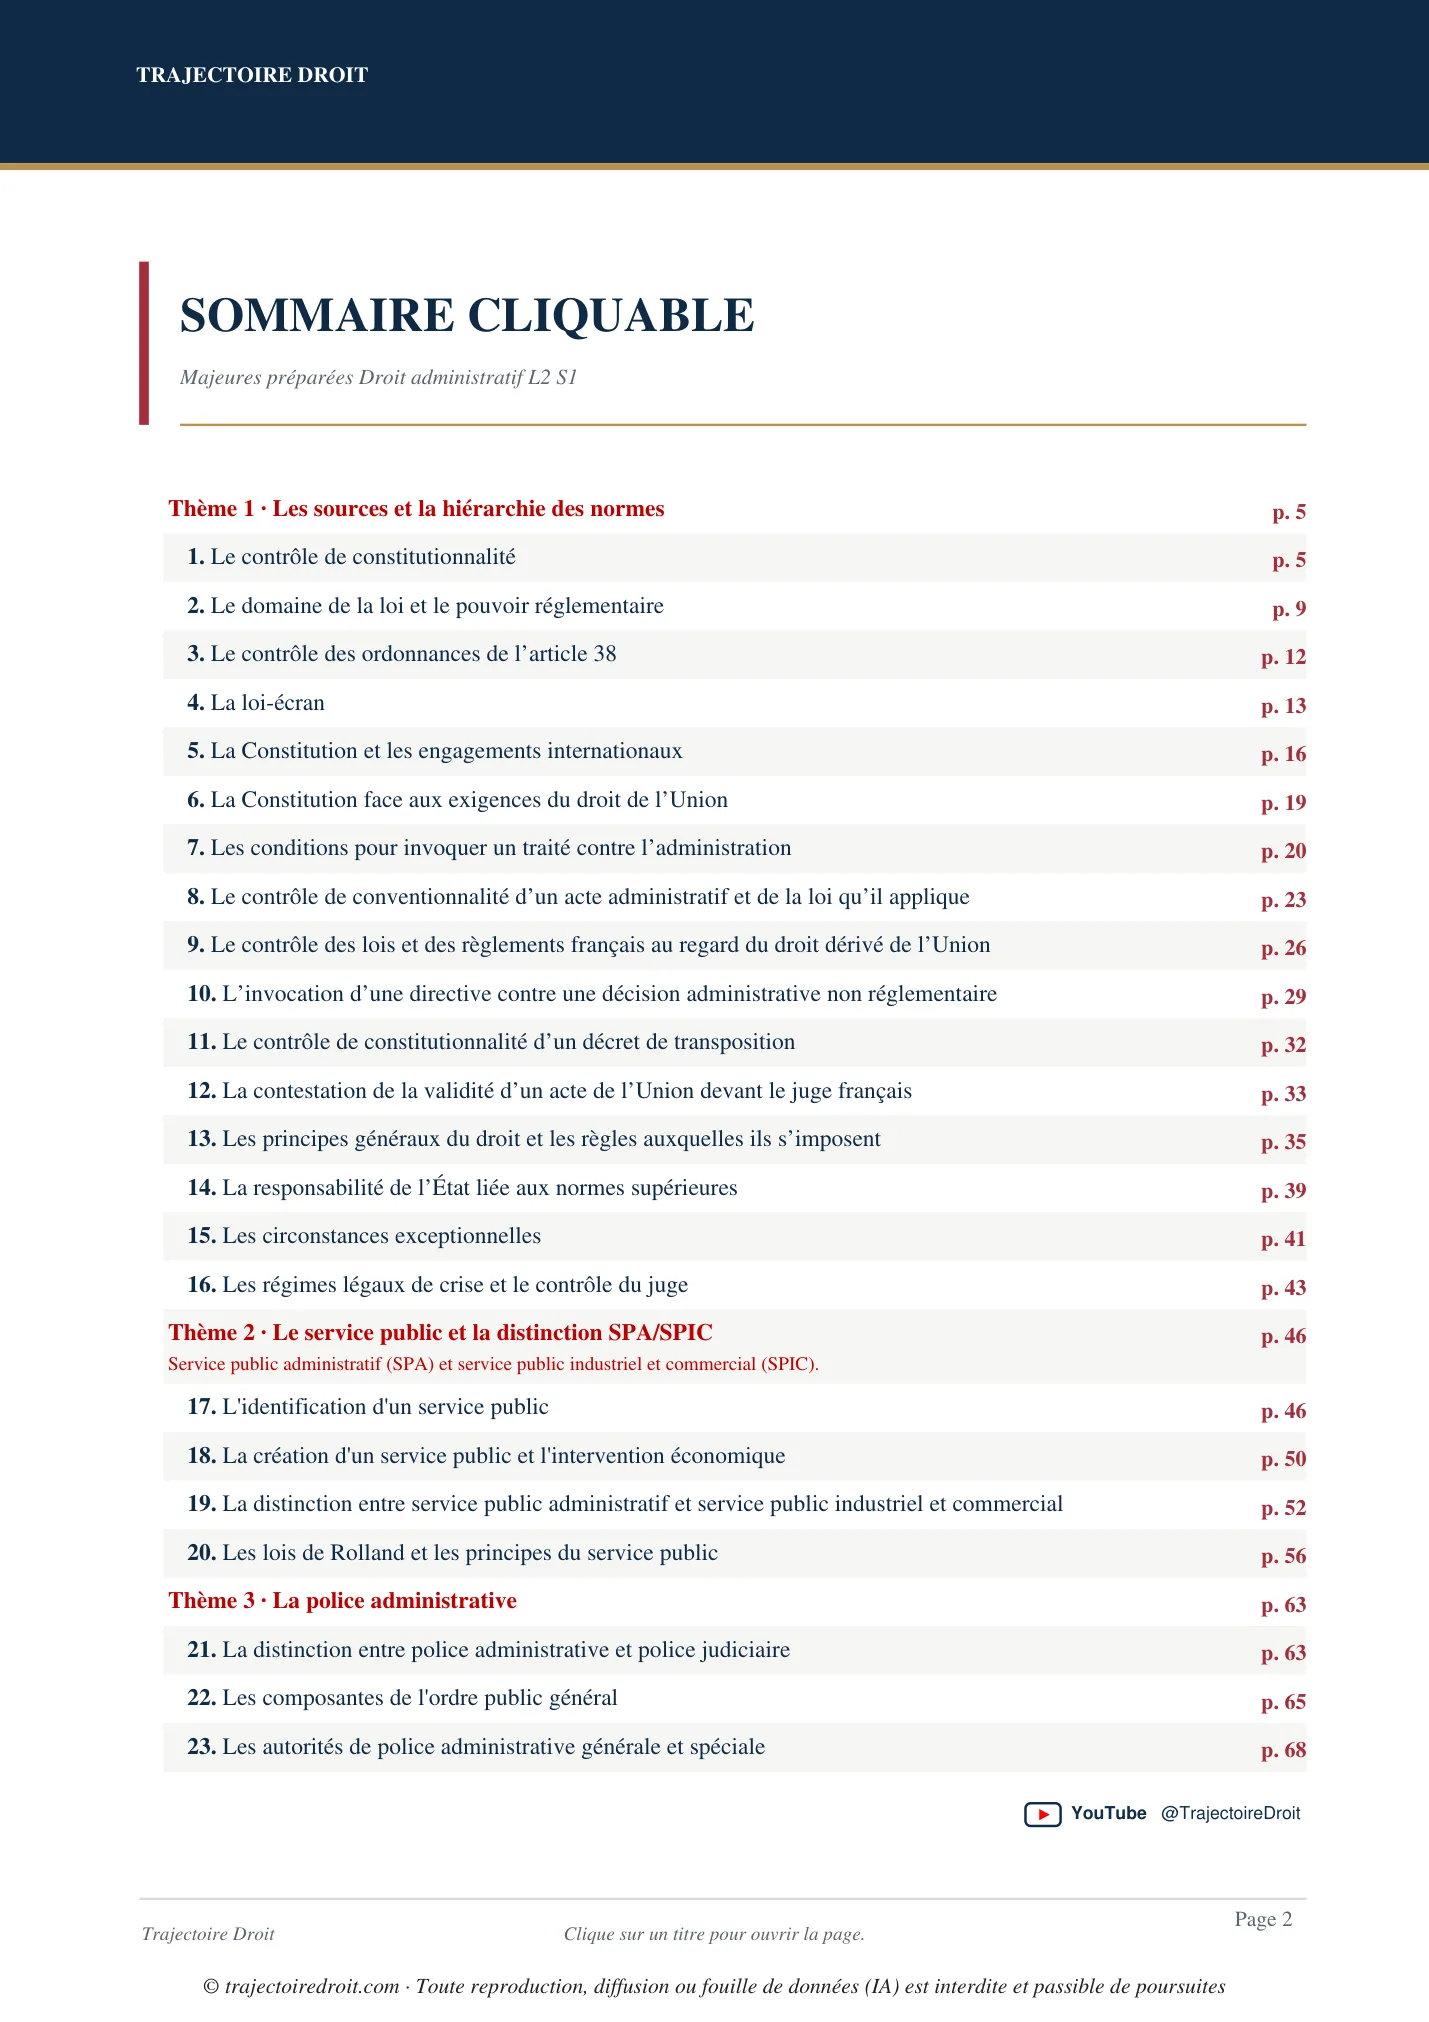 TRAJECTOIRE DROIT
SOMMAIRE CLIQUABLE
Majeures préparées Droit administratif L2 S1
Thème 1 · Les sources et la hiérarchie des normes p. 5
1. Le contrôle de constitutionnalité p. 5
2. Le domaine de la loi et le pouvoir réglementaire p. 9
3. Le contrôle des ordonnances de l’article 38 p. 12
4. La loi-écran p. 13
5. La Constitution et les engagements internationaux p. 16
6. La Constitution face aux exigences du droit de l’Union p. 19
7. Les conditions pour invoquer un traité contre l’administration p. 20
8. Le contrôle de conventionnalité d’un acte administratif et de la loi qu’il applique p. 23
9. Le contrôle des lois et des règlements français au regard du droit dérivé de l’Union p. 26
10. L’invocation d’une directive contre une décision administrative non réglementaire p. 29
11. Le contrôle de constitutionnalité d’un décret de transposition p. 32
12. La contestation de la validité d’un acte de l’Union devant le juge français p. 33
13. Les principes généraux du droit et les règles auxquelles ils s’imposent p. 35
14. La responsabilité de l’État liée aux normes supérieures p. 39
15. Les circonstances exceptionnelles p. 41
16. Les régimes légaux de crise et le contrôle du juge p. 43
Thème 2 · Le service public et la distinction SPA/SPIC p. 46
Service public administratif (SPA) et service public industriel et commercial (SPIC).
17. L'identification d'un service public p. 46
18. La création d'un service public et l'intervention économique p. 50
19. La distinction entre service public administratif et service public industriel et commercial p. 52
20. Les lois de Rolland et les principes du service public p. 56
Thème 3 · La police administrative p. 63
21. La distinction entre police administrative et police judiciaire p. 63
22. Les composantes de l'ordre public général p. 65
23. Les autorités de police administrative générale et spéciale p. 68
YouTube @TrajectoireDroit
Trajectoire Droit Clique sur un titre pour ouvrir la page. Page 2
© trajectoiredroit.com · Toute reproduction, diffusion ou fouille de données (IA) est interdite et passible de poursuites